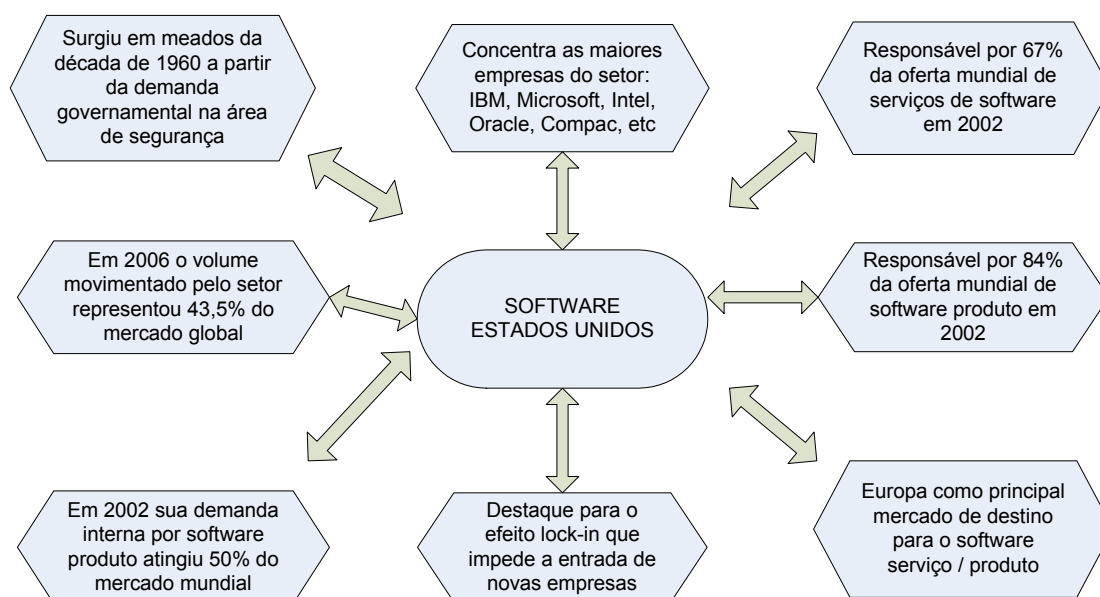 Surgiu em meados da
década de 1960 a partir
da demanda
governamental na área
de segurança
Concentra as maiores
empresas do setor:
IBM, Microsoft, Intel,
Oracle, Compac, etc
Responsável por 67%
da oferta mundial de
serviços de software
em 2002
Em 2006 o volume
movimentado pelo setor
representou 43,5% do
mercado global
SOFTWARE
ESTADOS UNIDOS
Responsável por 84%
da oferta mundial de
software produto em
2002
Em 2002 sua demanda
interna por software
produto atingiu 50% do
mercado mundial
Destaque para o
efeito lock-in que
impede a entrada de
novas empresas
Europa como principal
mercado de destino
para o software
serviço / produto